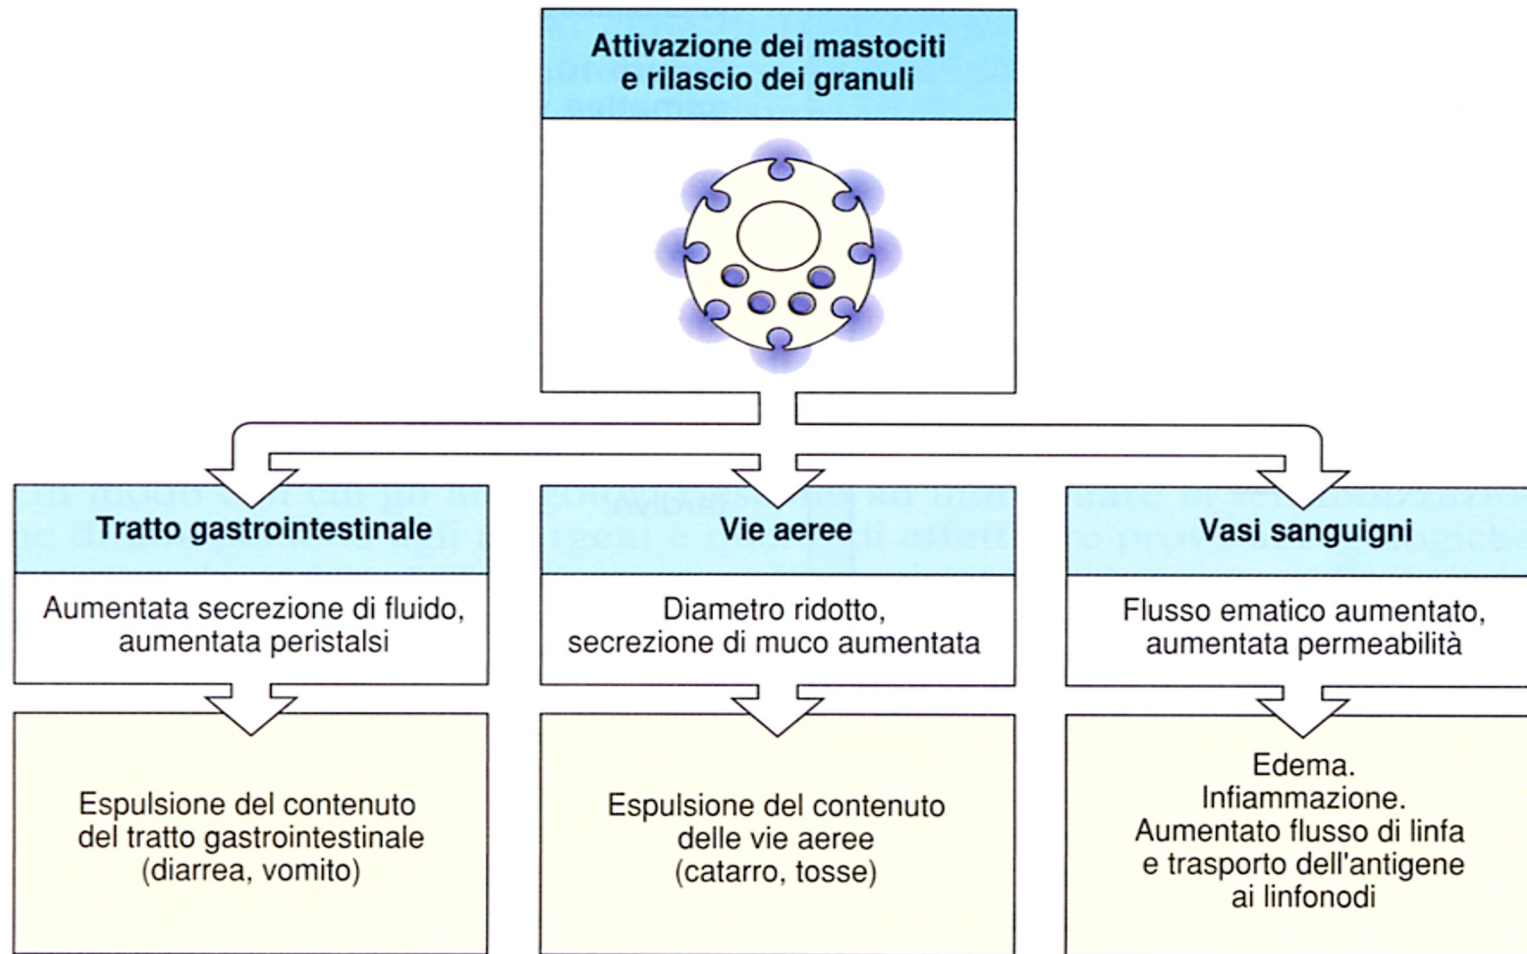 Attivazione dei mastociti
e rilascio dei granuli
Tratto gastrointestinale
Vie aeree
Vasi sanguigni
Aumentata secrezione di fluido,
aumentata peristalsi
Diametro ridotto,
secrezione di muco aumentata
Flusso ematico aumentato,
aumentata permeabilità
Espulsione del contenuto
del tratto gastrointestinale
(diarrea, vomito)
Espulsione del contenuto
delle vie aeree
(catarro, tosse)
Edema.
Infiammazione.
Aumentato flusso di linfa
e trasporto dell'antigene
ai linfonodi